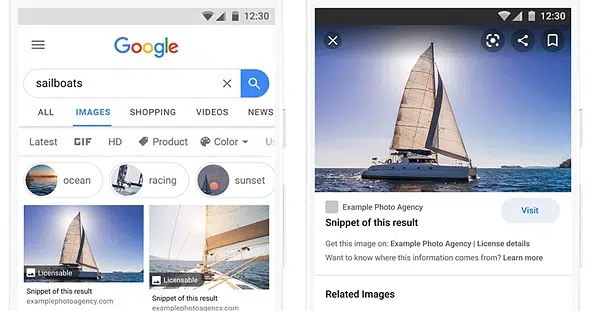 12:30
Google
sailboats
ALL IMAGES SHOPPING VIDEOS NEWS
Latest GIF HD Product Color
ocean racing sunset
Licensable
Licensable
Snippet of this result
examplephotoagency.com
Snippet of this result
examplephotoagency.com
12:30
Example Photo Agency
Visit
Snippet of this result
Get this image on: Example Photo Agency | License details
Want to know where this information comes from? Learn more
Related Images